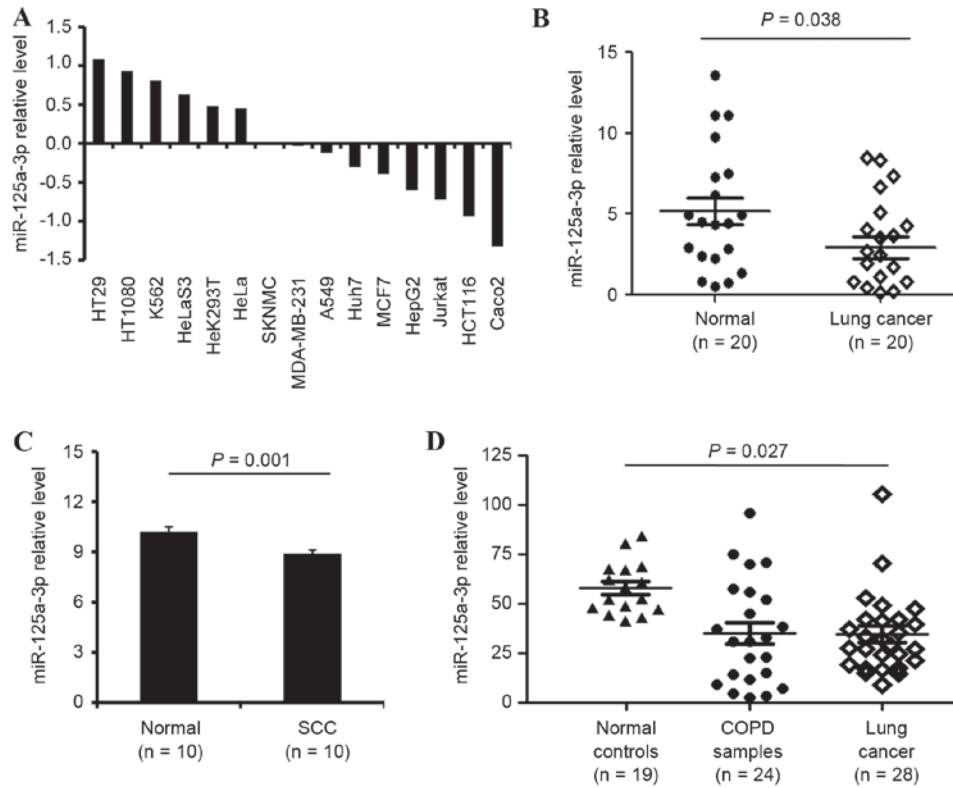 A
miR-125a-3p relative level
1.5
1.0
0.5
0.0
-0.5
-1.0
-1.5
HT29
HT1080
K562
HeLaS3
HeK293T
HeLa
SKNMC
MDA-MB-231
A549
Huh7
MCF7
HepG2
Jurkat
HCT116
Caco2
B
P = 0.038
miR-125a-3p relative level
15
10
5
0
Normal
(n = 20)
Lung cancer
(n = 20)
C
P = 0.001
miR-125a-3p relative level
15
12
9
6
3
0
Normal
(n = 10)
SCC
(n = 10)
D
P = 0.027
miR-125a-3p relative level
125
100
75
50
25
0
Normal
controls
(n = 19)
COPD
samples
(n = 24)
Lung
cancer
(n = 28)